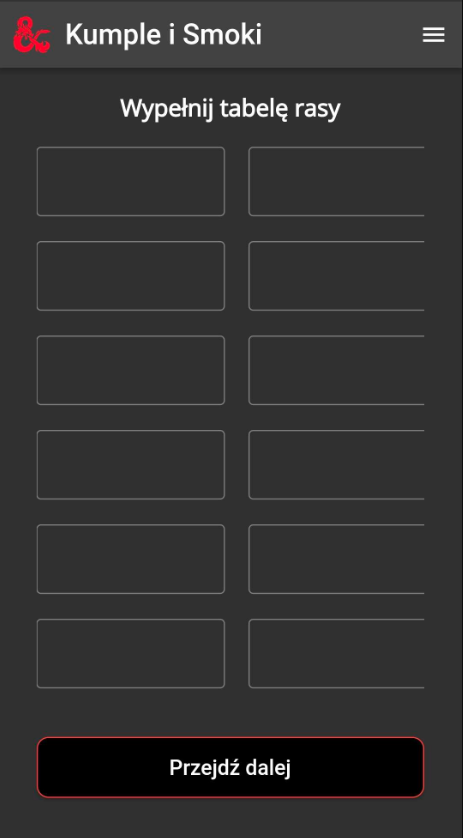 Kumple i Smoki
Wypełnij tabelę rasy
Przejdź dalej